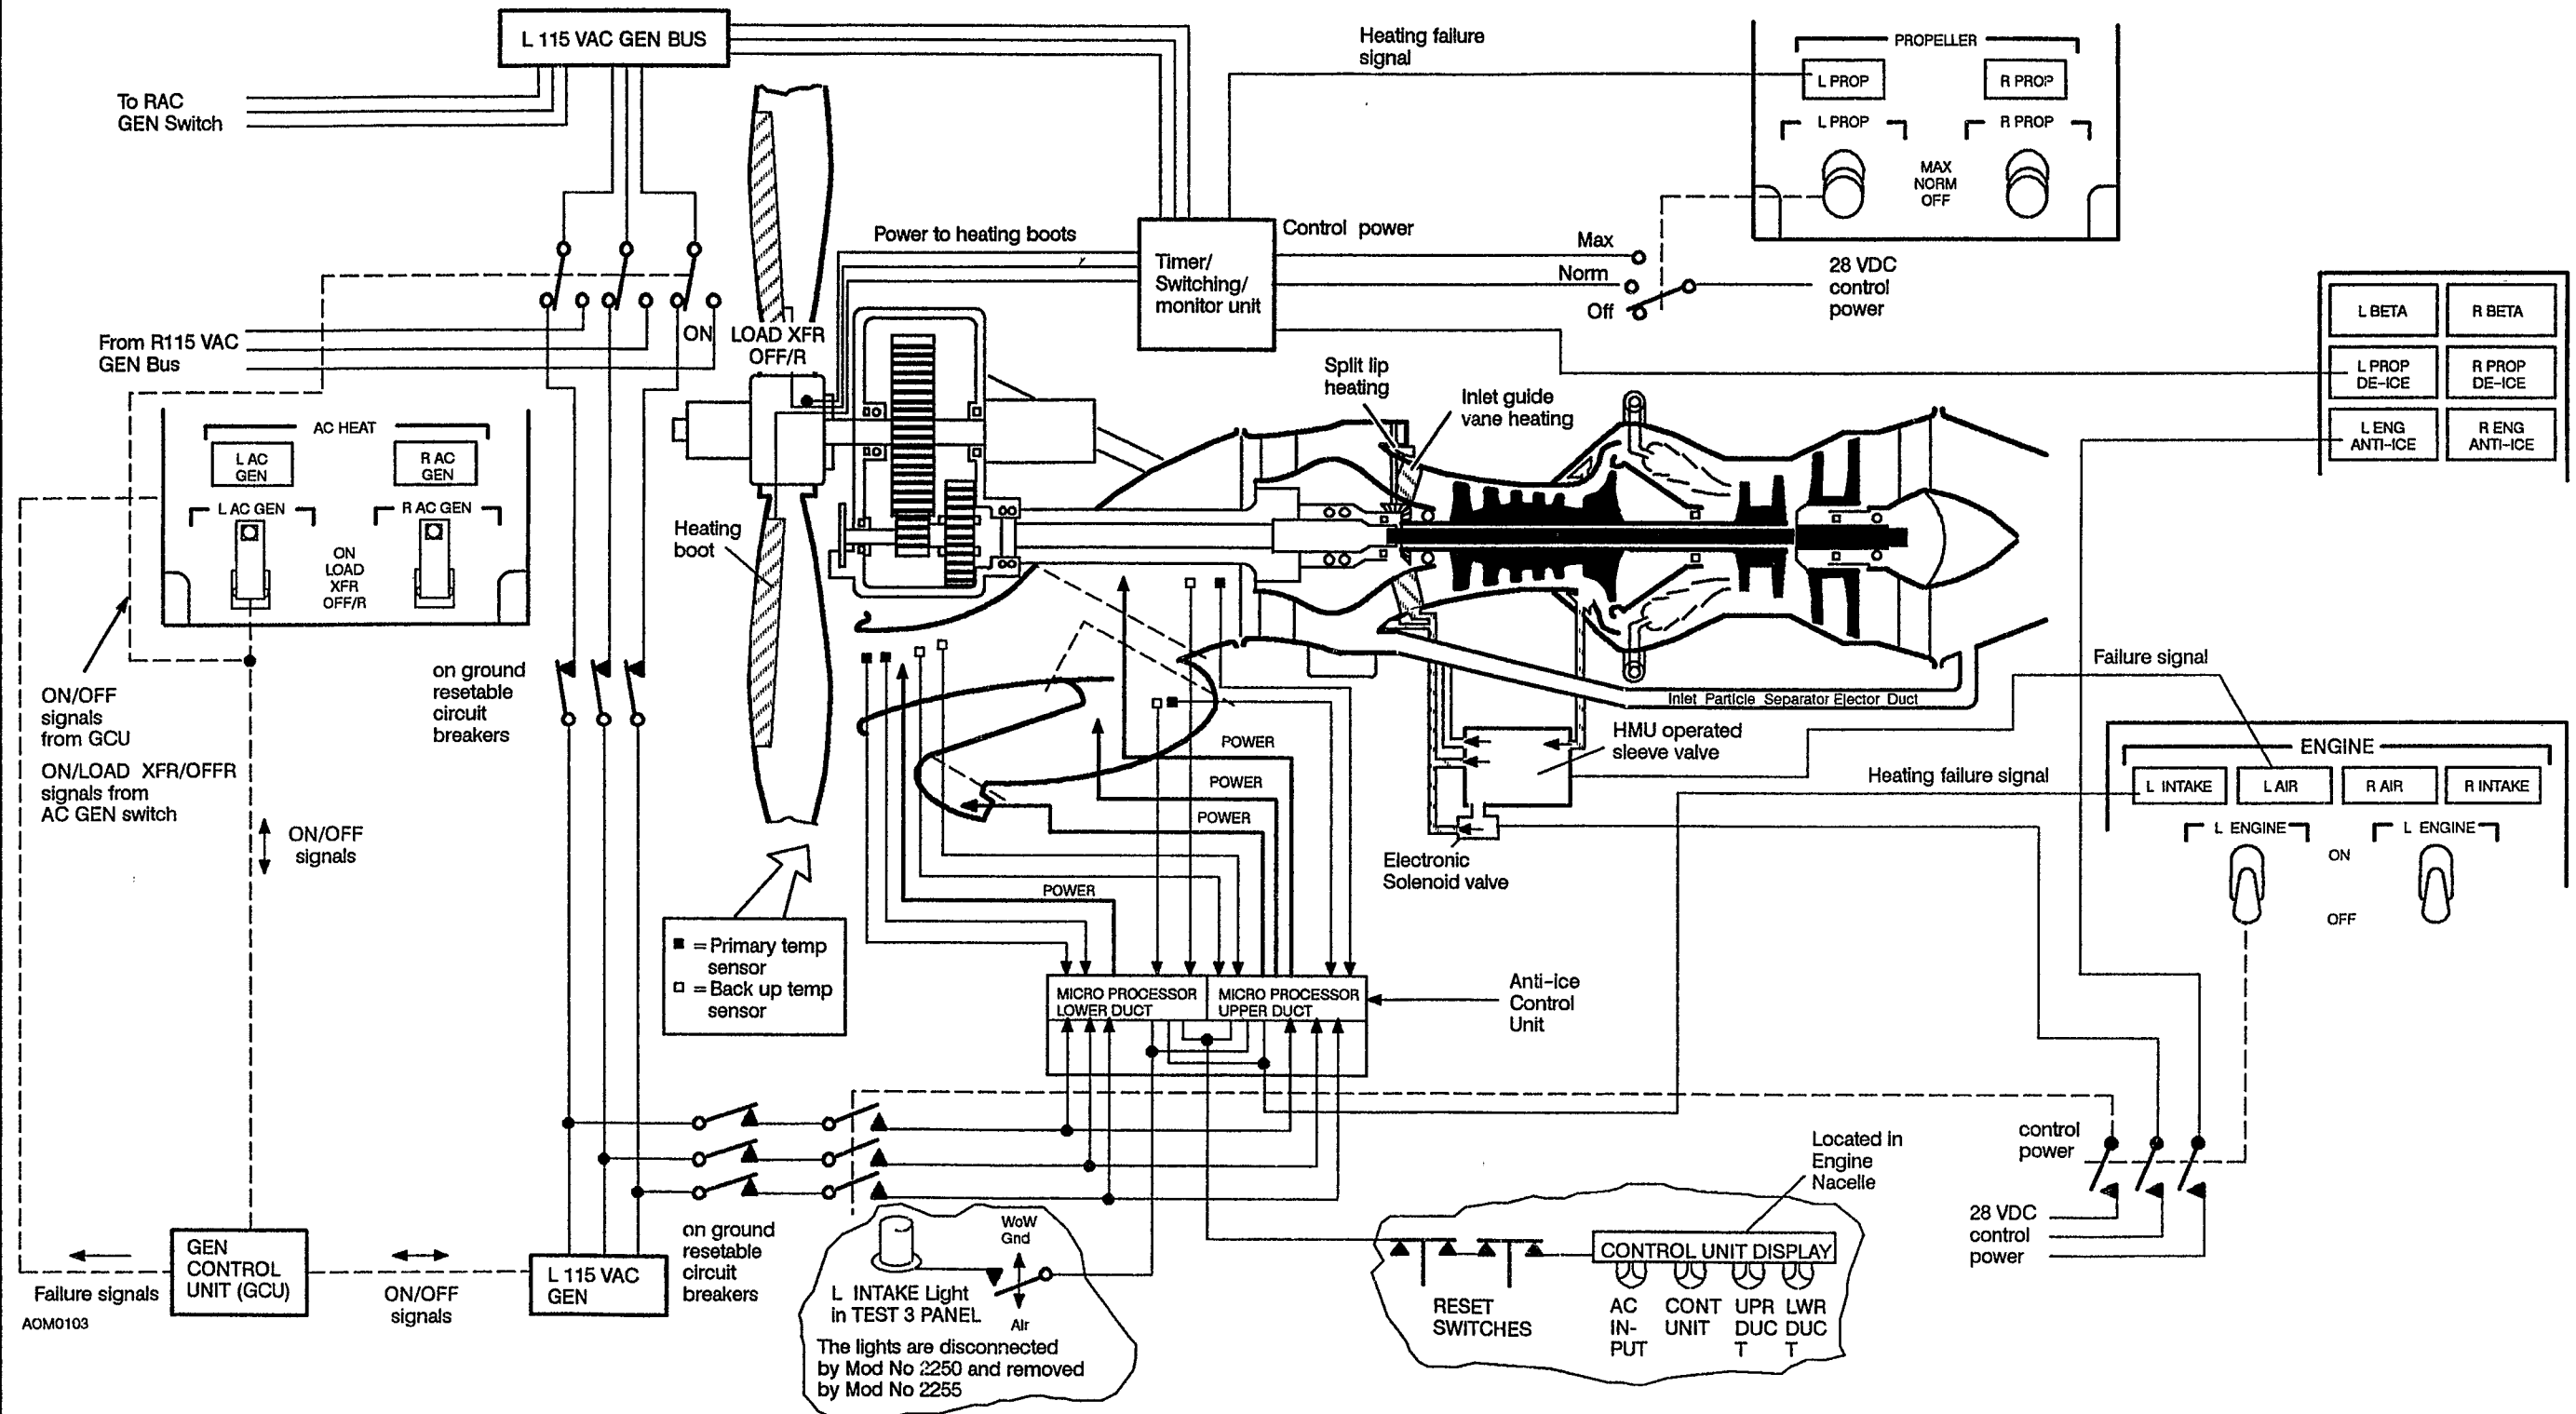 L 115 VAC GEN BUS
To RAC
GEN Switch
From R115 VAC
GEN Bus
ON
LOAD XFR
OFF/R
Power to heating boots
Heating failure
signal
Timer/
Switching/
monitor unit
Control power
Max
Norm
Off
28 VDC
control
power
PROPELLER
L PROP
R PROP
L PROP
R PROP
MAX
NORM
OFF
L BETA
R BETA
L PROP
DE-ICE
R PROP
DE-ICE
L ENG
ANTI-ICE
R ENG
ANTI-ICE
AC HEAT
L AC
GEN
R AC
GEN
L AC GEN
R AC GEN
ON
LOAD
XFR
OFF/R
Heating
boot
Split lip
heating
Inlet guide
vane heating
ON/OFF
signals
from GCU
ON/LOAD XFR/OFFR
signals from
AC GEN switch
ON/OFF
signals
on ground
resetable
circuit
breakers
Inlet Particle Separator Ejector Duct
HMU operated
sleeve valve
Electronic
Solenoid valve
POWER
POWER
POWER
POWER
Failure signal
Heating failure signal
ENGINE
L INTAKE
L AIR
R AIR
R INTAKE
L ENGINE
L ENGINE
ON
OFF
■ = Primary temp
sensor
□ = Back up temp
sensor
MICRO PROCESSOR
LOWER DUCT
MICRO PROCESSOR
UPPER DUCT
Anti-ice
Control
Unit
control
power
28 VDC
control
power
Located in
Engine
Nacelle
CONTROL UNIT DISPLAY
RESET
SWITCHES
AC
IN-
PUT
CONT
UNIT
UPR
DUC
T
LWR
DUC
T
on ground
resetable
circuit
breakers
WoW
Gnd
Air
L INTAKE Light
in TEST 3 PANEL
The lights are disconnected
by Mod No 2250 and removed
by Mod No 2255
GEN
CONTROL
UNIT (GCU)
Failure signals
ON/OFF
signals
L 115 VAC
GEN
AOM0103